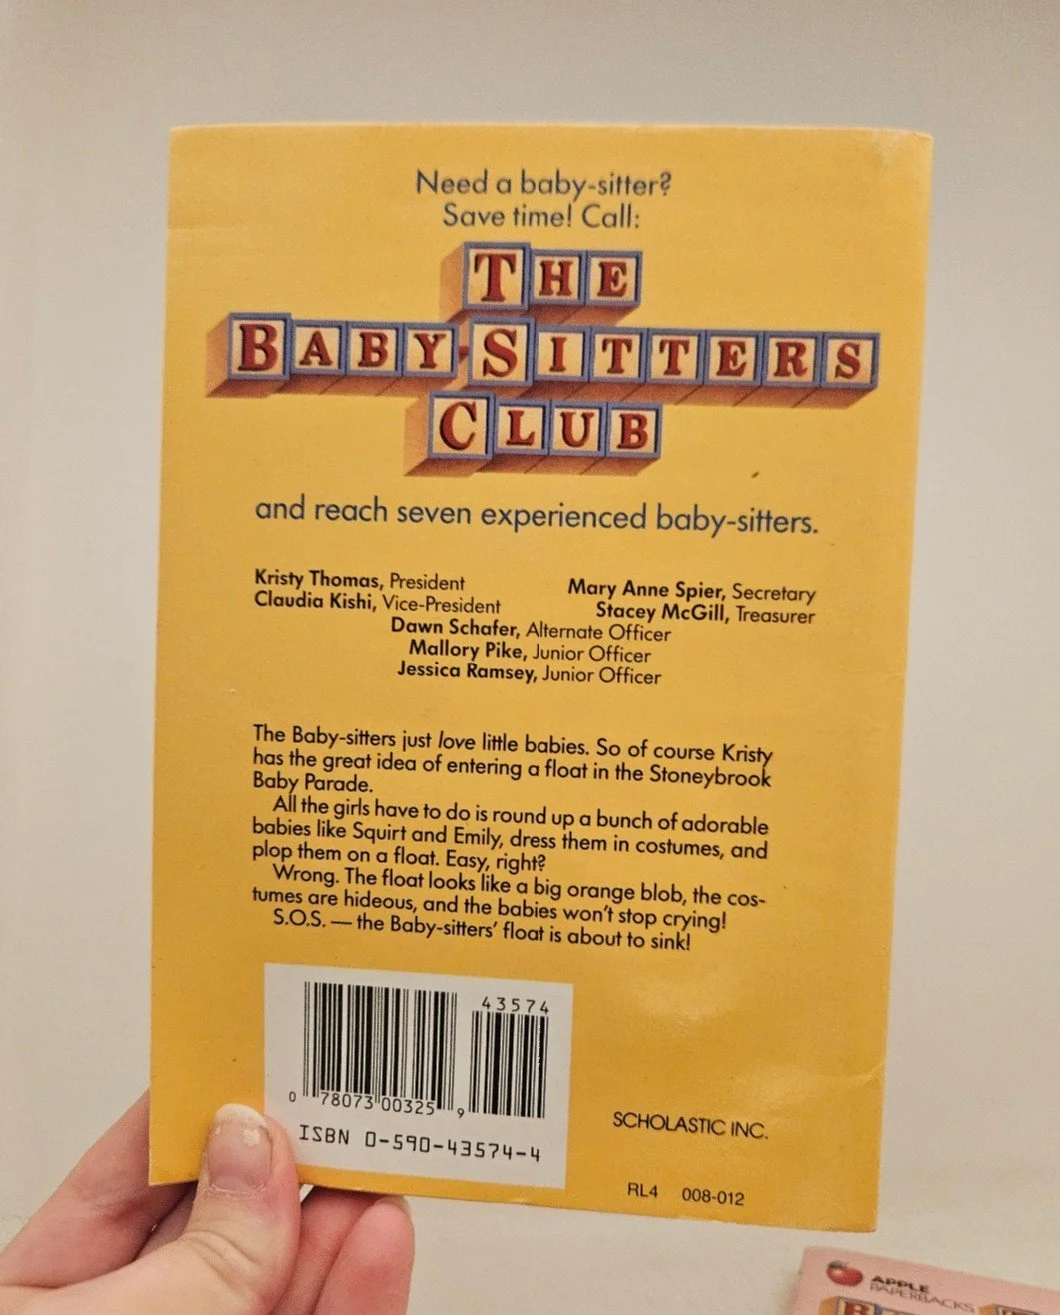 Need a baby-sitter?
Save time! Call:
THE
BABY-SITTERS
CLUB
and reach seven experienced baby-sitters.
Kristy Thomas, President
Mary Anne Spier, Secretary
Claudia Kishi, Vice-President
Stacey McGill, Treasurer
Dawn Schafer, Alternate Officer
Mallory Pike, Junior Officer
Jessica Ramsey, Junior Officer
The Baby-sitters just love little babies. So of course Kristy
has the great idea of entering a float in the Stoneybrook
Baby Parade.
All the girls have to do is round up a bunch of adorable
babies like Squirt and Emily, dress them in costumes, and
plop them on a float. Easy, right?
Wrong. The float looks like a big orange blob, the cos-
tumes are hideous, and the babies won't stop crying!
S.O.S. — the Baby-sitters' float is about to sink!
43574
0 78073 00325 9
ISBN 0-590-43574-4
SCHOLASTIC INC.
RL4 008-012
APPLE
PAPERBACKS